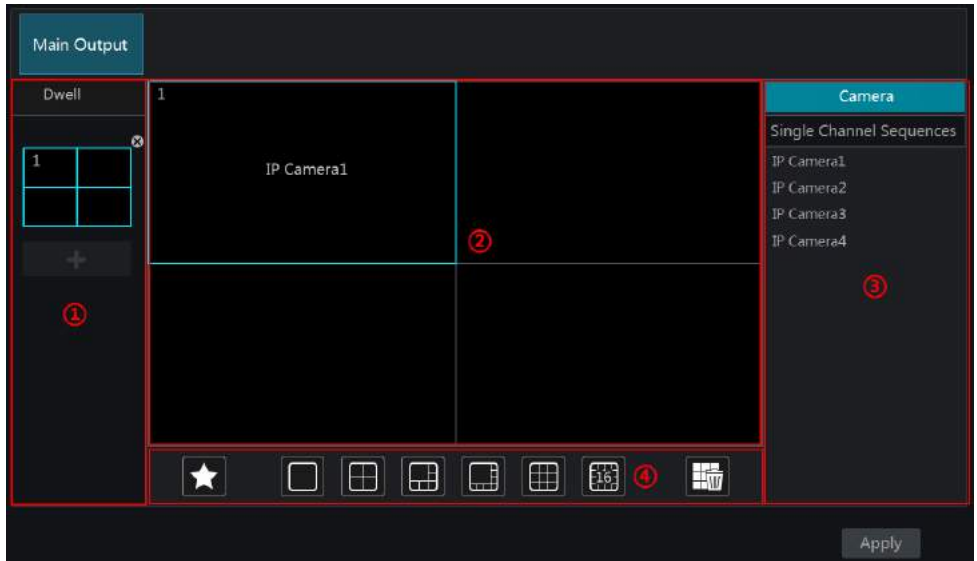 Main Output
Dwell
1
①
1
IP Camera1
②
Camera
Single Channel Sequences
IP Camera1
IP Camera2
IP Camera3
IP Camera4
③
16
④
Apply